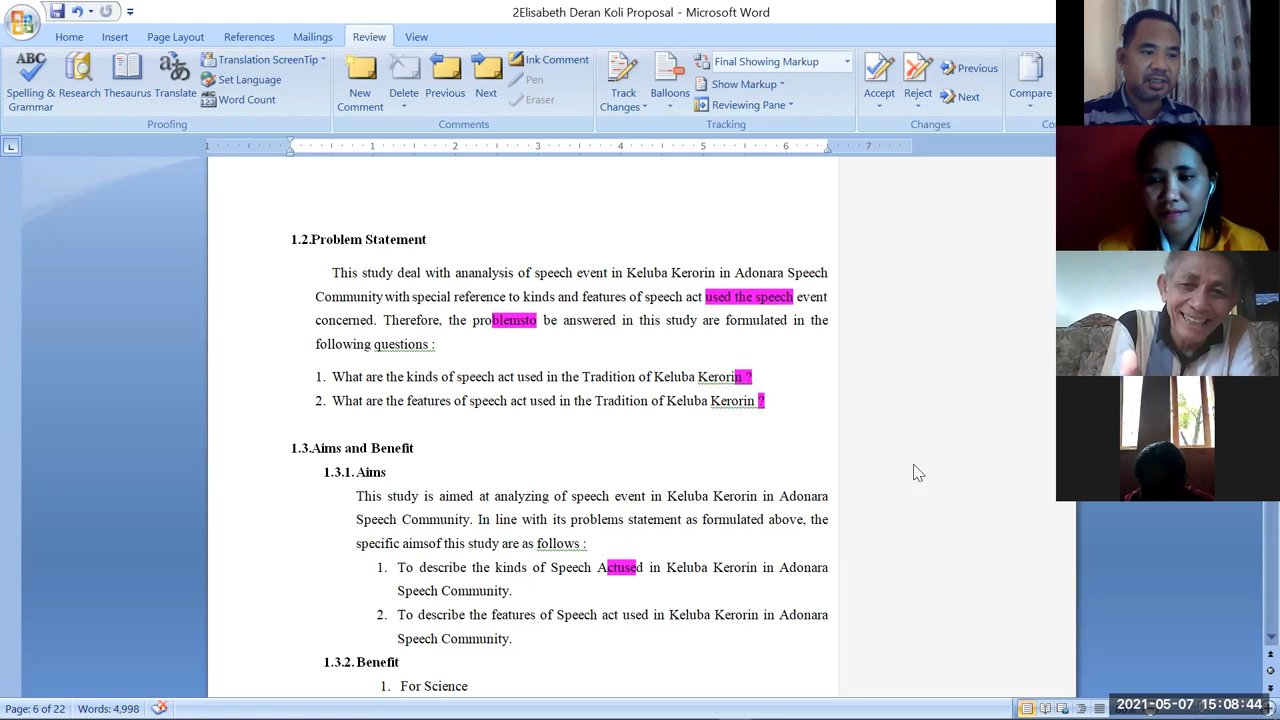 2Elisabeth Deran Koli Proposal - Microsoft Word
Home Insert Page Layout References Mailings Review View
ABC Spelling & Grammar
Research
Thesaurus
Translate
Translation ScreenTip
Set Language
Word Count
Proofing
New Comment
Delete
Previous
Next
Ink Comment
Pen
Eraser
Comments
Track Changes
Balloons
Final Showing Markup
Show Markup
Reviewing Pane
Tracking
Accept
Reject
Previous
Next
Changes
Compare
1 1 2 3 4 5 6 7
1.2.Problem Statement
This study deal with ananalysis of speech event in Keluba Kerorin in Adonara Speech
Community with special reference to kinds and features of speech act used the speech event
concerned. Therefore, the problemsto be answered in this study are formulated in the
following questions :
1. What are the kinds of speech act used in the Tradition of Keluba Kerorin ?
2. What are the features of speech act used in the Tradition of Keluba Kerorin ?
1.3.Aims and Benefit
1.3.1. Aims
This study is aimed at analyzing of speech event in Keluba Kerorin in Adonara
Speech Community. In line with its problems statement as formulated above, the
specific aimsof this study are as follows :
1. To describe the kinds of Speech Actused in Keluba Kerorin in Adonara
Speech Community.
2. To describe the features of Speech act used in Keluba Kerorin in Adonara
Speech Community.
1.3.2. Benefit
1. For Science
Page: 6 of 22 Words: 4,998
2021-05-07 15:08:44